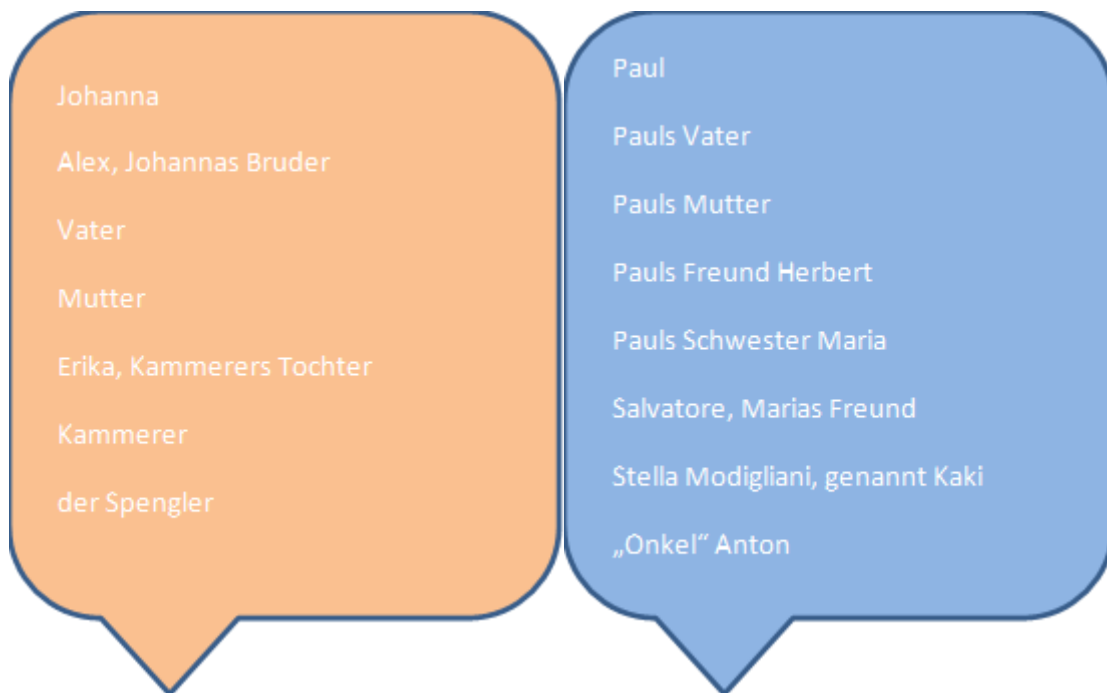 Johanna
Alex, Johannas Bruder
Vater
Mutter
Erika, Kammerers Tochter
Kammerer
der Spengler
Paul
Pauls Vater
Pauls Mutter
Pauls Freund Herbert
Pauls Schwester Maria
Salvatore, Marias Freund
Stella Modigliani, genannt Kaki
„Onkel“ Anton